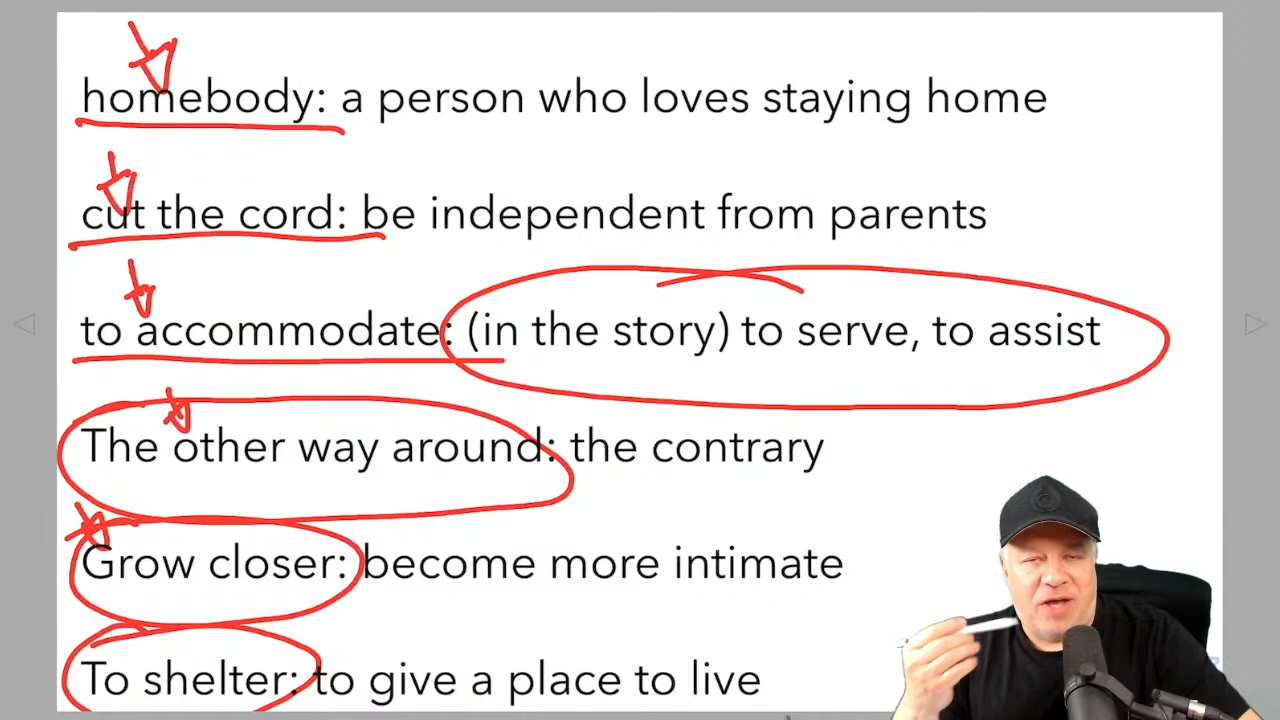 homebody: a person who loves staying home
cut the cord: be independent from parents
to accommodate: (in the story) to serve, to assist
The other way around: the contrary
Grow closer: become more intimate
To shelter: to give a place to live